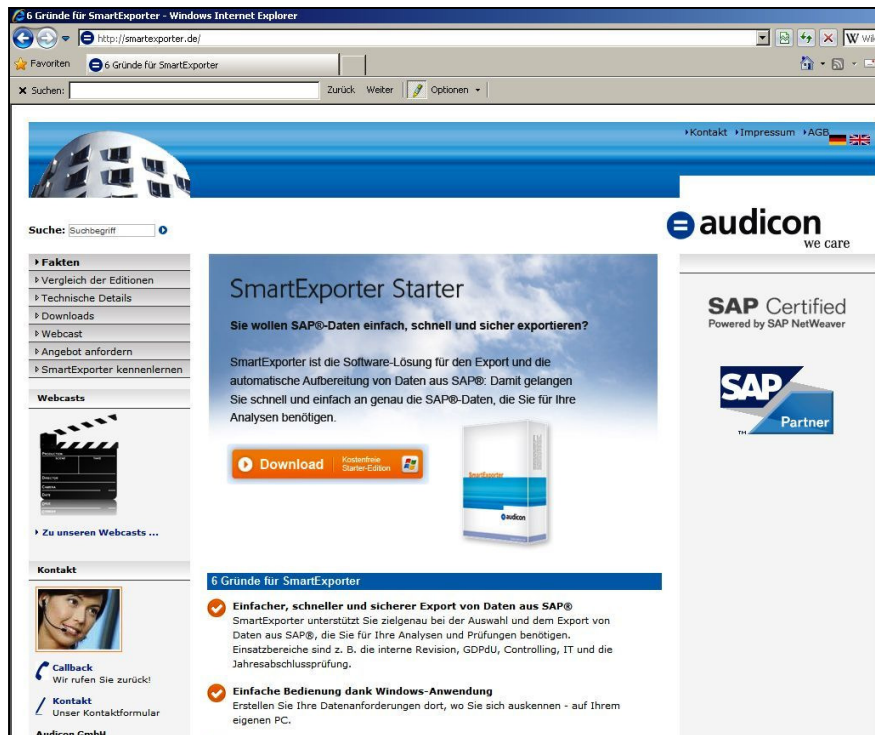 6 Gründe für SmartExporter - Windows Internet Explorer
http://smartexporter.de/
Favoriten
6 Gründe für SmartExporter
Suchen:
Zurück Weiter
Optionen
Kontakt Impressum AGB
Suche: Suchbegriff
audicon
we care
Fakten
Vergleich der Editionen
Technische Details
Downloads
Webcast
Angebot anfordern
SmartExporter kennenlernen
Webcasts
PRODUCTION
SCENE
TAKE
DIRECTOR
CAMERA
DATE
Zu unseren Webcasts ...
Kontakt
Callback
Wir rufen Sie zurück!
Kontakt
Unser Kontaktformular
Audicon GmbH
SmartExporter Starter
Sie wollen SAP®-Daten einfach, schnell und sicher exportieren?
SmartExporter ist die Software-Lösung für den Export und die
automatische Aufbereitung von Daten aus SAP®: Damit gelangen
Sie schnell und einfach an genau die SAP®-Daten, die Sie für Ihre
Analysen benötigen.
Download
Kostenfreie
Starter-Edition
SmartExporter
audicon
6 Gründe für SmartExporter
Einfacher, schneller und sicherer Export von Daten aus SAP®
SmartExporter unterstützt Sie zielgenau bei der Auswahl und dem Export von
Daten aus SAP®, die Sie für Ihre Analysen und Prüfungen benötigen.
Einsatzbereiche sind z. B. die interne Revision, GDPdU, Controlling, IT und die
Jahresabschlussprüfung.
Einfache Bedienung dank Windows-Anwendung
Erstellen Sie Ihre Datenanforderungen dort, wo Sie sich auskennen - auf Ihrem
eigenen PC.
SAP Certified
Powered by SAP NetWeaver
SAP
Partner
TM